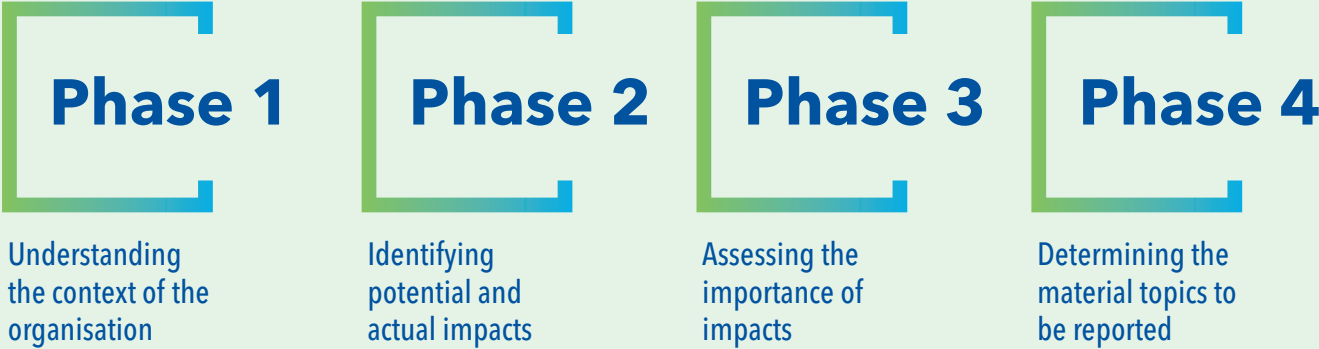 Phase 1
Understanding
the context of the
organisation
Phase 2
Identifying
potential and
actual impacts
Phase 3
Assessing the
importance of
impacts
Phase 4
Determining the
material topics to
be reported